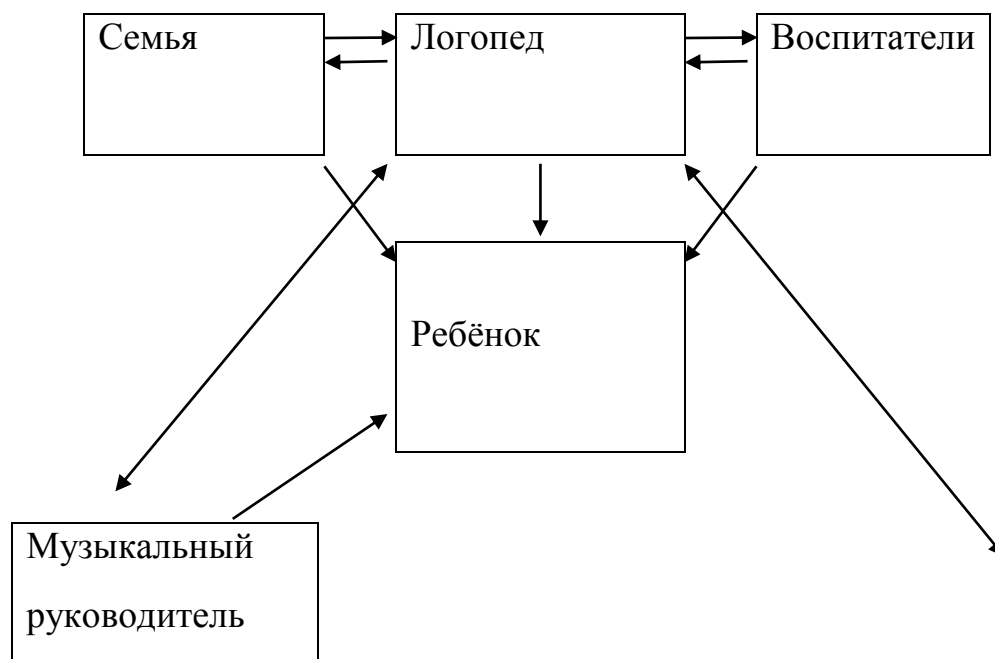 Семья
Логопед
Воспитатели
Ребёнок
Музыкальный
руководитель